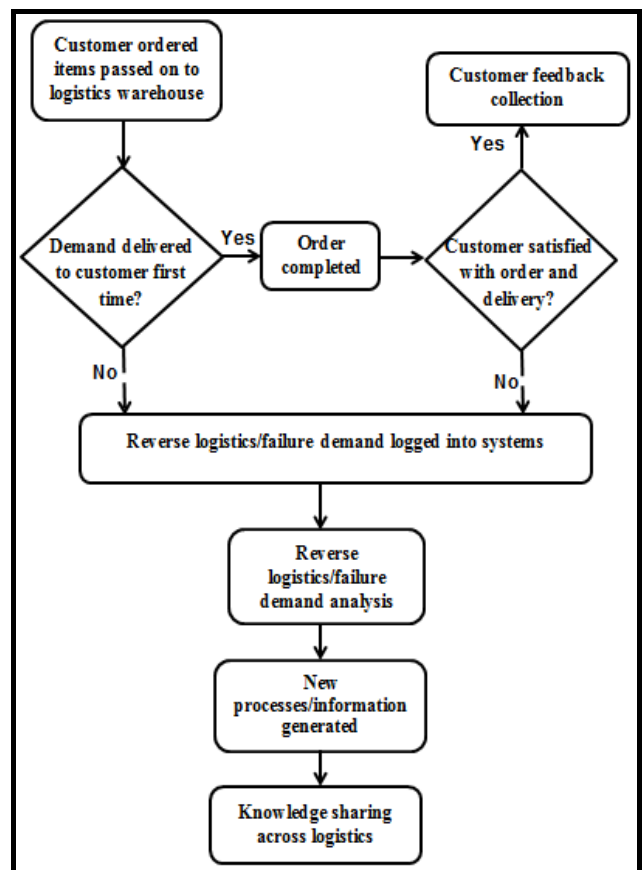 Customer ordered
items passed on to
logistics warehouse
Customer feedback
collection
Yes
Demand delivered
to customer first
time?
Yes
Order
completed
Customer satisfied
with order and
delivery?
No
No
Reverse logistics/failure demand logged into systems
Reverse
logistics/failure
demand analysis
New
processes/information
generated
Knowledge sharing
across logistics